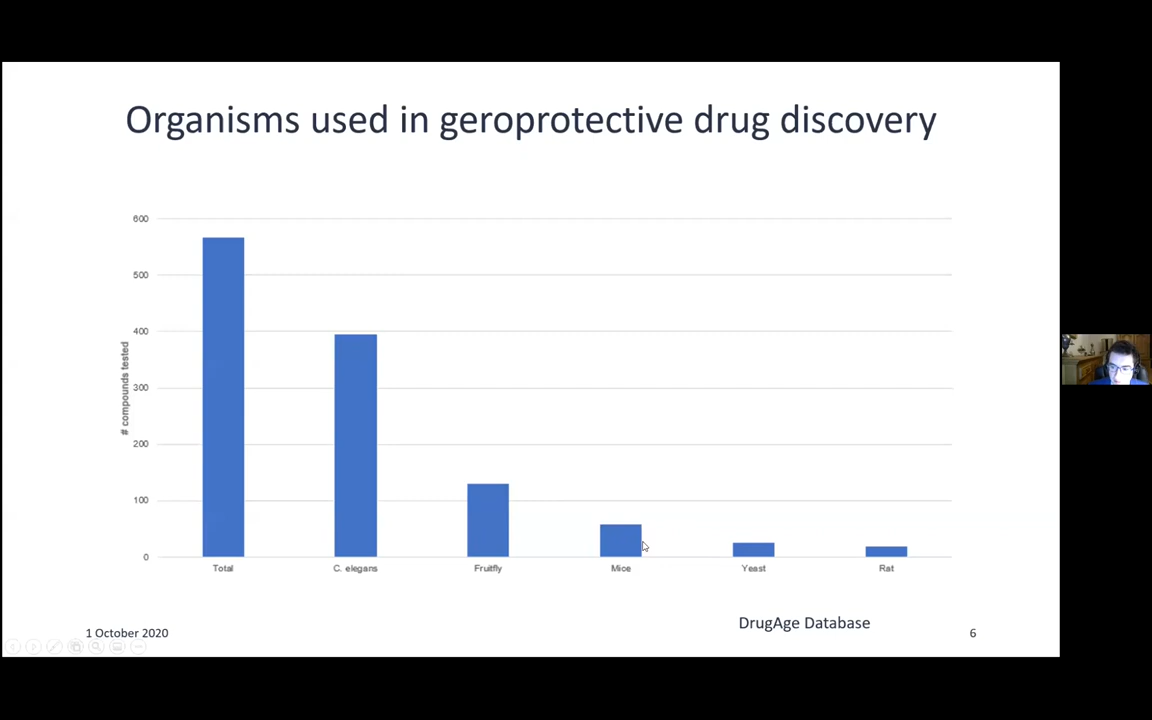 Organisms used in geroprotective drug discovery
600
500
400
300
200
100
0
# compounds tested
Total
C. elegans
Fruitfly
Mice
Yeast
Rat
DrugAge Database
1 October 2020
6